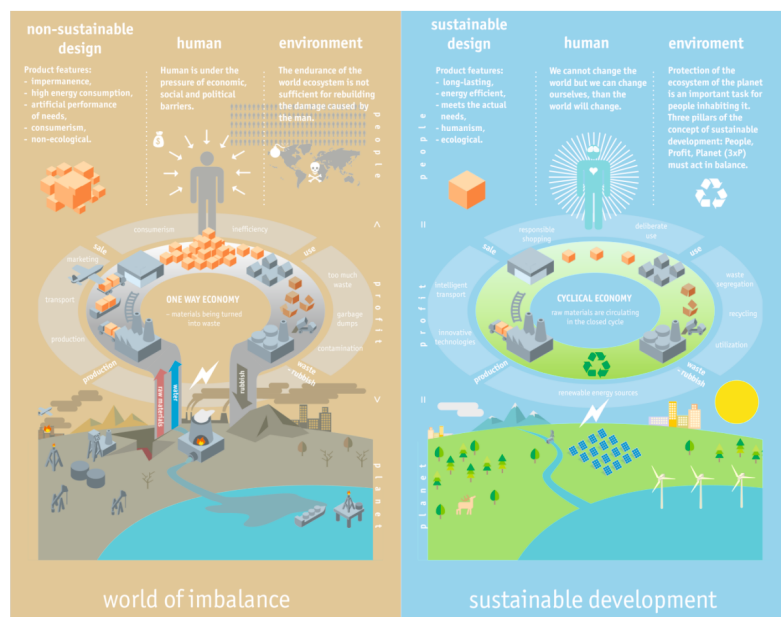 non-sustainable
design
Product features:
- impermanence,
- high energy consumption,
- artificial performance
of needs,
- consumerism,
- non-ecological.
human
Human is under the
pressure of economic,
social and political
barriers.
environment
The endurance of the
world ecosystem is not
sufficient for rebuilding
the damage caused by
the man.
people
<
profit
>
planet
consumerism
inefficiency
sale
use
marketing
transport
production
production
too much
waste
garbage
dumps
contamination
waste
- rubbish
ONE WAY ECONOMY
- materials being turned
into waste
raw materials
water
rubbish
world of imbalance
sustainable
design
Product features:
- long-lasting,
- energy efficient,
- meets the actual
needs,
- humanism,
- ecological.
human
We cannot change the
world but we can change
ourselves, than the
world will change.
enviroment
Protection of the
ecosystem of the planet
is an important task for
people inhabiting it.
Three pillars of the
concept of sustainable
development: People,
Profit, Planet (3xP)
must act in balance.
people
=
profit
=
planet
responsible
shopping
deliberate
use
sale
use
intelligent
transport
innovative
technologies
production
waste
segregation
recycling
utilization
waste
- rubbish
CYCLICAL ECONOMY
raw materials are circulating
in the closed cycle
renewable energy sources
sustainable development